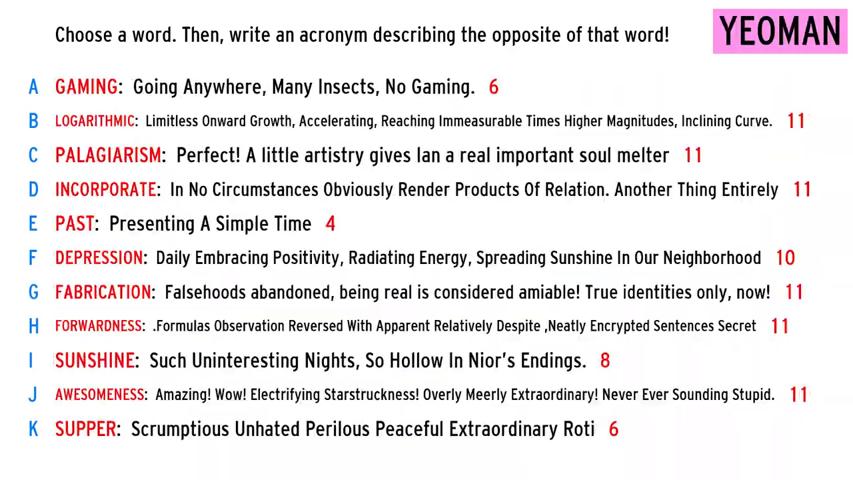 Choose a word. Then, write an acronym describing the opposite of that word!
YEOMAN
A GAMING: Going Anywhere, Many Insects, No Gaming. 6
B LOGARITHMIC: Limitless Onward Growth, Accelerating, Reaching Immeasurable Times Higher Magnitudes, Inclining Curve. 11
C PALAGIARISM: Perfect! A little artistry gives Ian a real important soul melter 11
D INCORPORATE: In No Circumstances Obviously Render Products Of Relation. Another Thing Entirely 11
E PAST: Presenting A Simple Time 4
F DEPRESSION: Daily Embracing Positivity, Radiating Energy, Spreading Sunshine In Our Neighborhood 10
G FABRICATION: Falsehoods abandoned, being real is considered amiable! True identities only, now! 11
H FORWARDNESS: .Formulas Observation Reversed With Apparent Relatively Despite ,Neatly Encrypted Sentences Secret 11
I SUNSHINE: Such Uninteresting Nights, So Hollow In Nior's Endings. 8
J AWESOMENESS: Amazing! Wow! Electrifying Starstruckness! Overly Meerly Extraordinary! Never Ever Sounding Stupid. 11
K SUPPER: Scrumptious Unhated Perilous Peaceful Extraordinary Roti 6